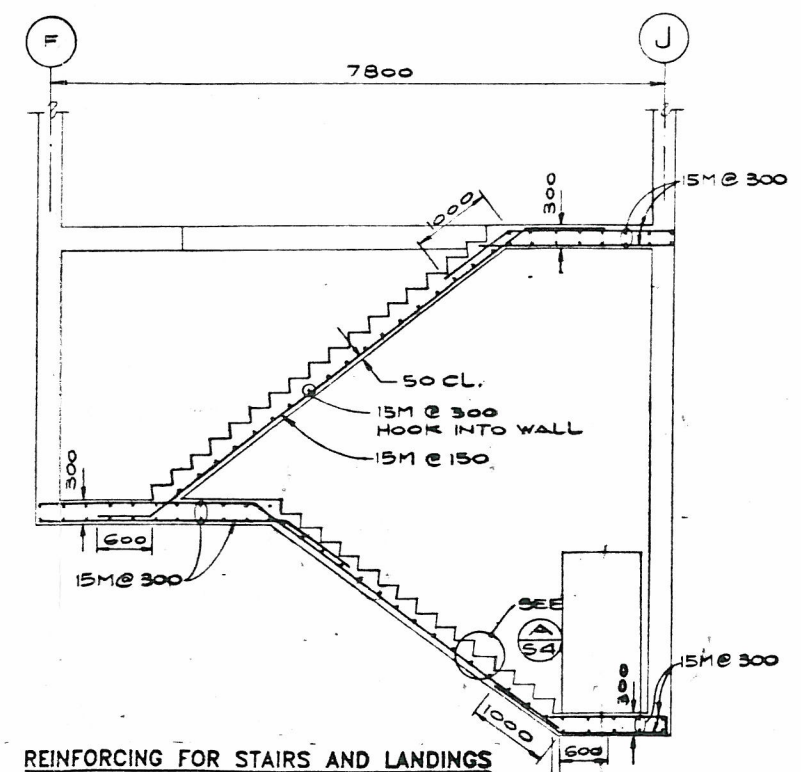 F
J
7800
1000
300
15M@300
50 CL.
15M @ 300
HOOK INTO WALL
15M @ 150
300
600
15M@300
SEE
A
S4
300
15M@300
1000
600
REINFORCING FOR STAIRS AND LANDINGS